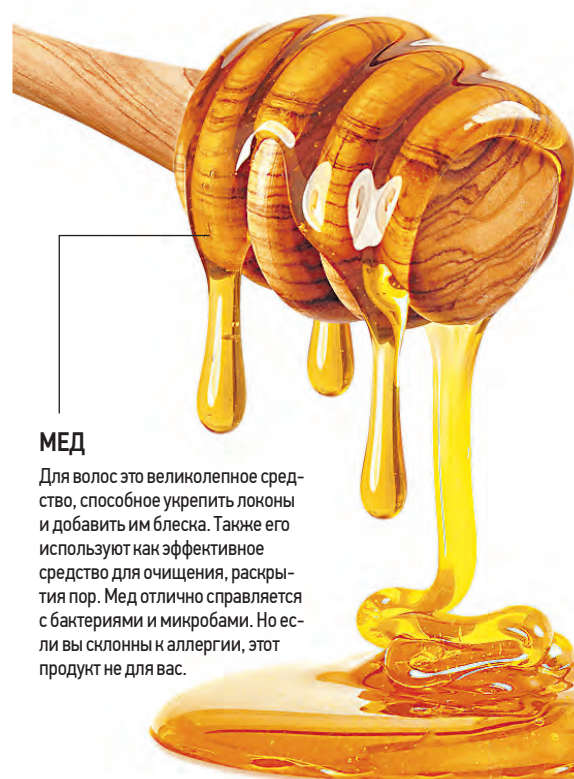 МЕД
Для волос это великолепное сред-
ство, способное укрепить локоны
и добавить им блеска. Также его
используют как эффективное
средство для очищения, раскры-
тия пор. Мед отлично справляется
с бактериями и микробами. Но ес-
ли вы склонны к аллергии, этот
продукт не для вас.